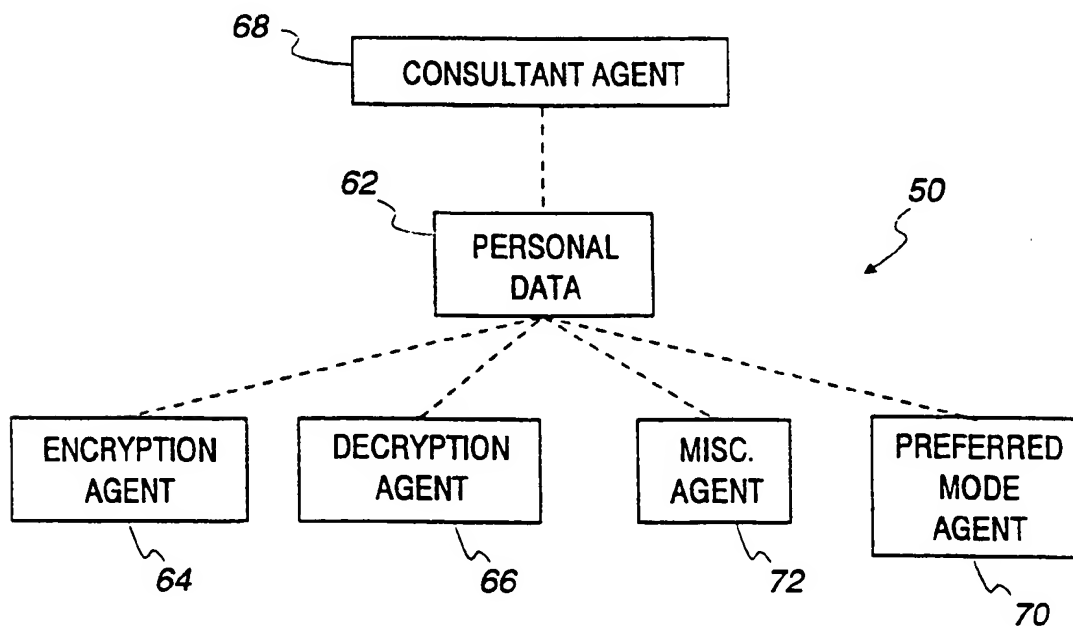 68
CONSULTANT AGENT
62
50
PERSONAL
DATA
ENCRYPTION
AGENT
DECRYPTION
AGENT
MISC.
AGENT
PREFERRED
MODE
AGENT
64
66
72
70